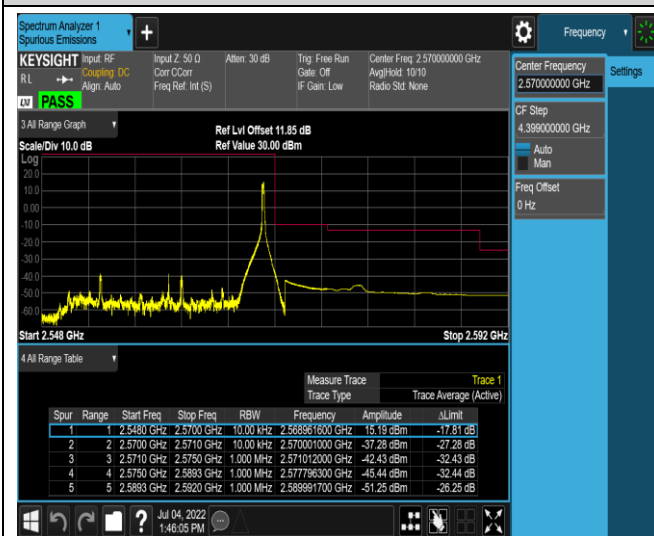 Spectrum Analyzer 1
Spurious Emissions
+
Frequency
KEYSIGHT Input: RF Input Z: 50 Ω Atten: 30 dB Trig: Free Run Center Freq: 2.570000000 GHz
RL Coupling: DC Corr CCorr Gate: Off Avg|Hold: 10/10
Align: Auto Freq Ref: Int (S) IF Gain: Low Radio Std: None
LXI PASS
Center Frequency
2.570000000 GHz
Settings
CF Step
4.399000000 GHz
Auto
Man
Freq Offset
0 Hz
3 All Range Graph
Ref Lvl Offset 11.85 dB
Scale/Div 10.0 dB Ref Value 30.00 dBm
Log
20.0
10.0
0.00
-10.0
-20.0
-30.0
-40.0
-50.0
-60.0
Start 2.548 GHz Stop 2.592 GHz
4 All Range Table
Measure Trace Trace 1
Trace Type Trace Average (Active)
Spur Range Start Freq Stop Freq RBW Frequency Amplitude ΔLimit
1 1 2.5480 GHz 2.5700 GHz 10.00 kHz 2.568961600 GHz 15.19 dBm -17.81 dB
2 2 2.5700 GHz 2.5710 GHz 10.00 kHz 2.570001000 GHz -37.28 dBm -27.28 dB
3 3 2.5710 GHz 2.5750 GHz 1.000 MHz 2.571012000 GHz -42.43 dBm -32.43 dB
4 4 2.5750 GHz 2.5893 GHz 1.000 MHz 2.577796300 GHz -45.44 dBm -32.44 dB
5 5 2.5893 GHz 2.5920 GHz 1.000 MHz 2.589991700 GHz -51.25 dBm -26.25 dB
? Jul 04, 2022
1:46:05 PM